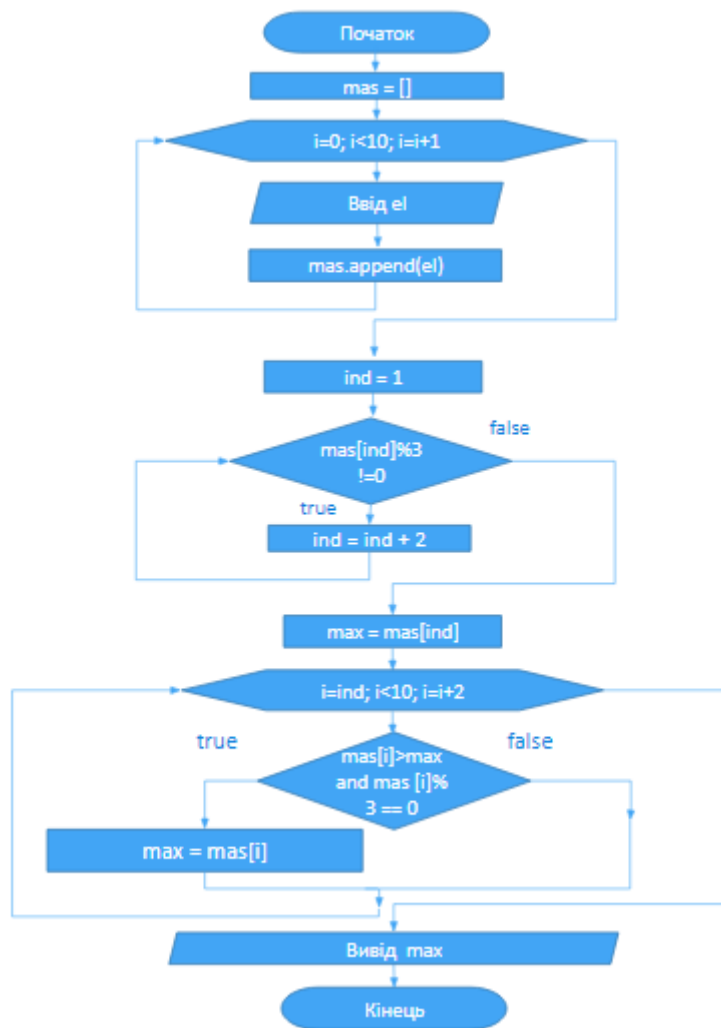 Початок
mas = []
i=0; i<10; i=i+1
Ввід el
mas.append(el)
ind = 1
false
mas[ind]%3
!=0
true
ind = ind + 2
max = mas[ind]
i=ind; i<10; i=i+2
true
false
mas[i]>max
and mas [i]%
3 == 0
max = mas[i]
Вивід max
Кінець